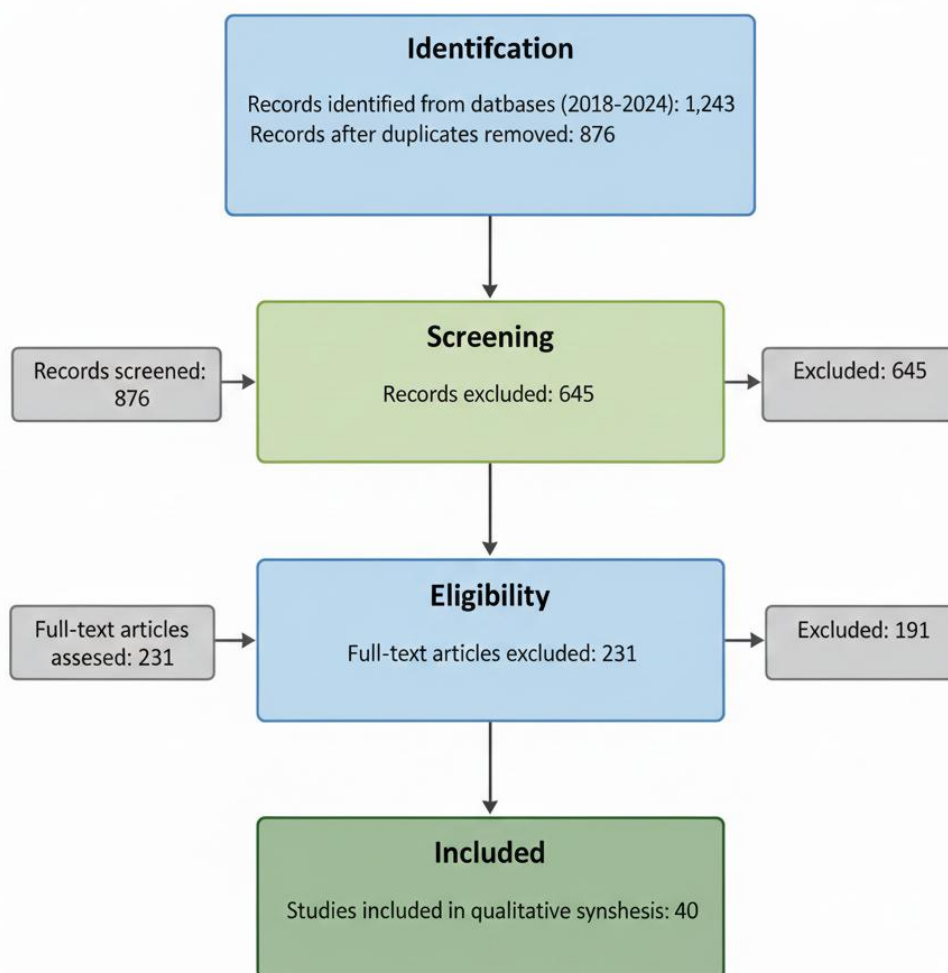 Identifcation
Records identified from datbases (2018-2024): 1,243
Records after duplicates removed: 876
Screening
Records screened:
876
Records excluded: 645
Excluded: 645
Eligibility
Full-text articles
assesed: 231
Full-text articles excluded: 231
Excluded: 191
Included
Studies included in qualitative synshesis: 40